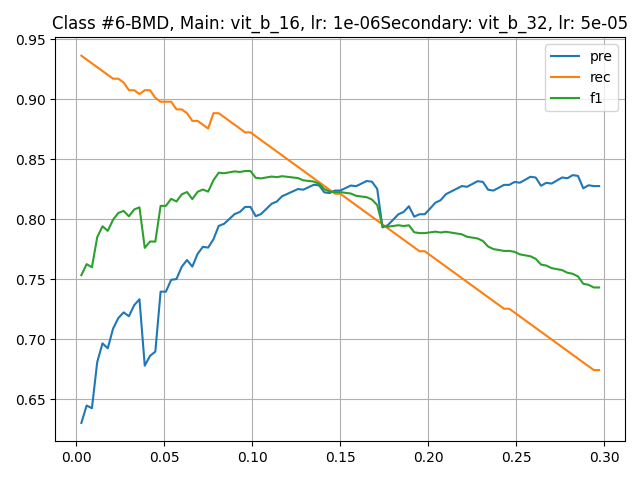 Class #6-BMD, Main: vit_b_16, lr: 1e-06Secondary: vit_b_32, lr: 5e-05
0.95
0.90
0.85
0.80
0.75
0.70
0.65
0.00 0.05 0.10 0.15 0.20 0.25 0.30
pre
rec
f1